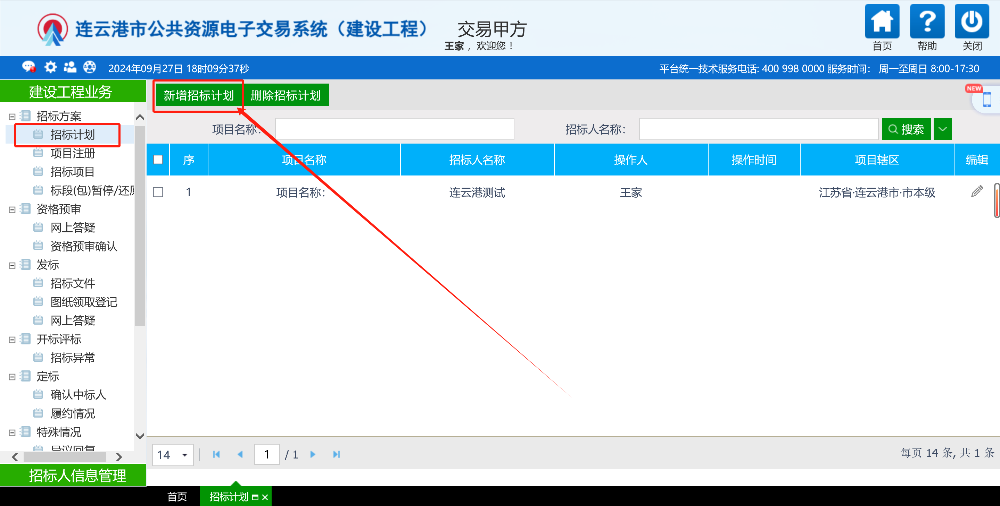 连云港市公共资源电子交易系统（建设工程）
交易甲方
王家，欢迎您！
首页
帮助
关闭
2024年09月27日 18时09分37秒
平台统一技术服务电话: 400 998 0000 服务时间： 周一至周日 8:00-17:30
建设工程业务
招标方案
招标计划
项目注册
招标项目
标段(包)暂停/还原
资格预审
网上答疑
资格预审确认
发标
招标文件
图纸领取登记
网上答疑
开标评标
招标异常
定标
确认中标人
履约情况
特殊情况
异议回复
招标人信息管理
新增招标计划 删除招标计划
NEW
项目名称： 招标人名称： 搜索
序 项目名称 招标人名称 操作人 操作时间 项目辖区 编辑
1 项目名称： 连云港测试 王家 江苏省·连云港市·市本级
14 1 / 1
每页 14 条, 共 1 条
首页 招标计划